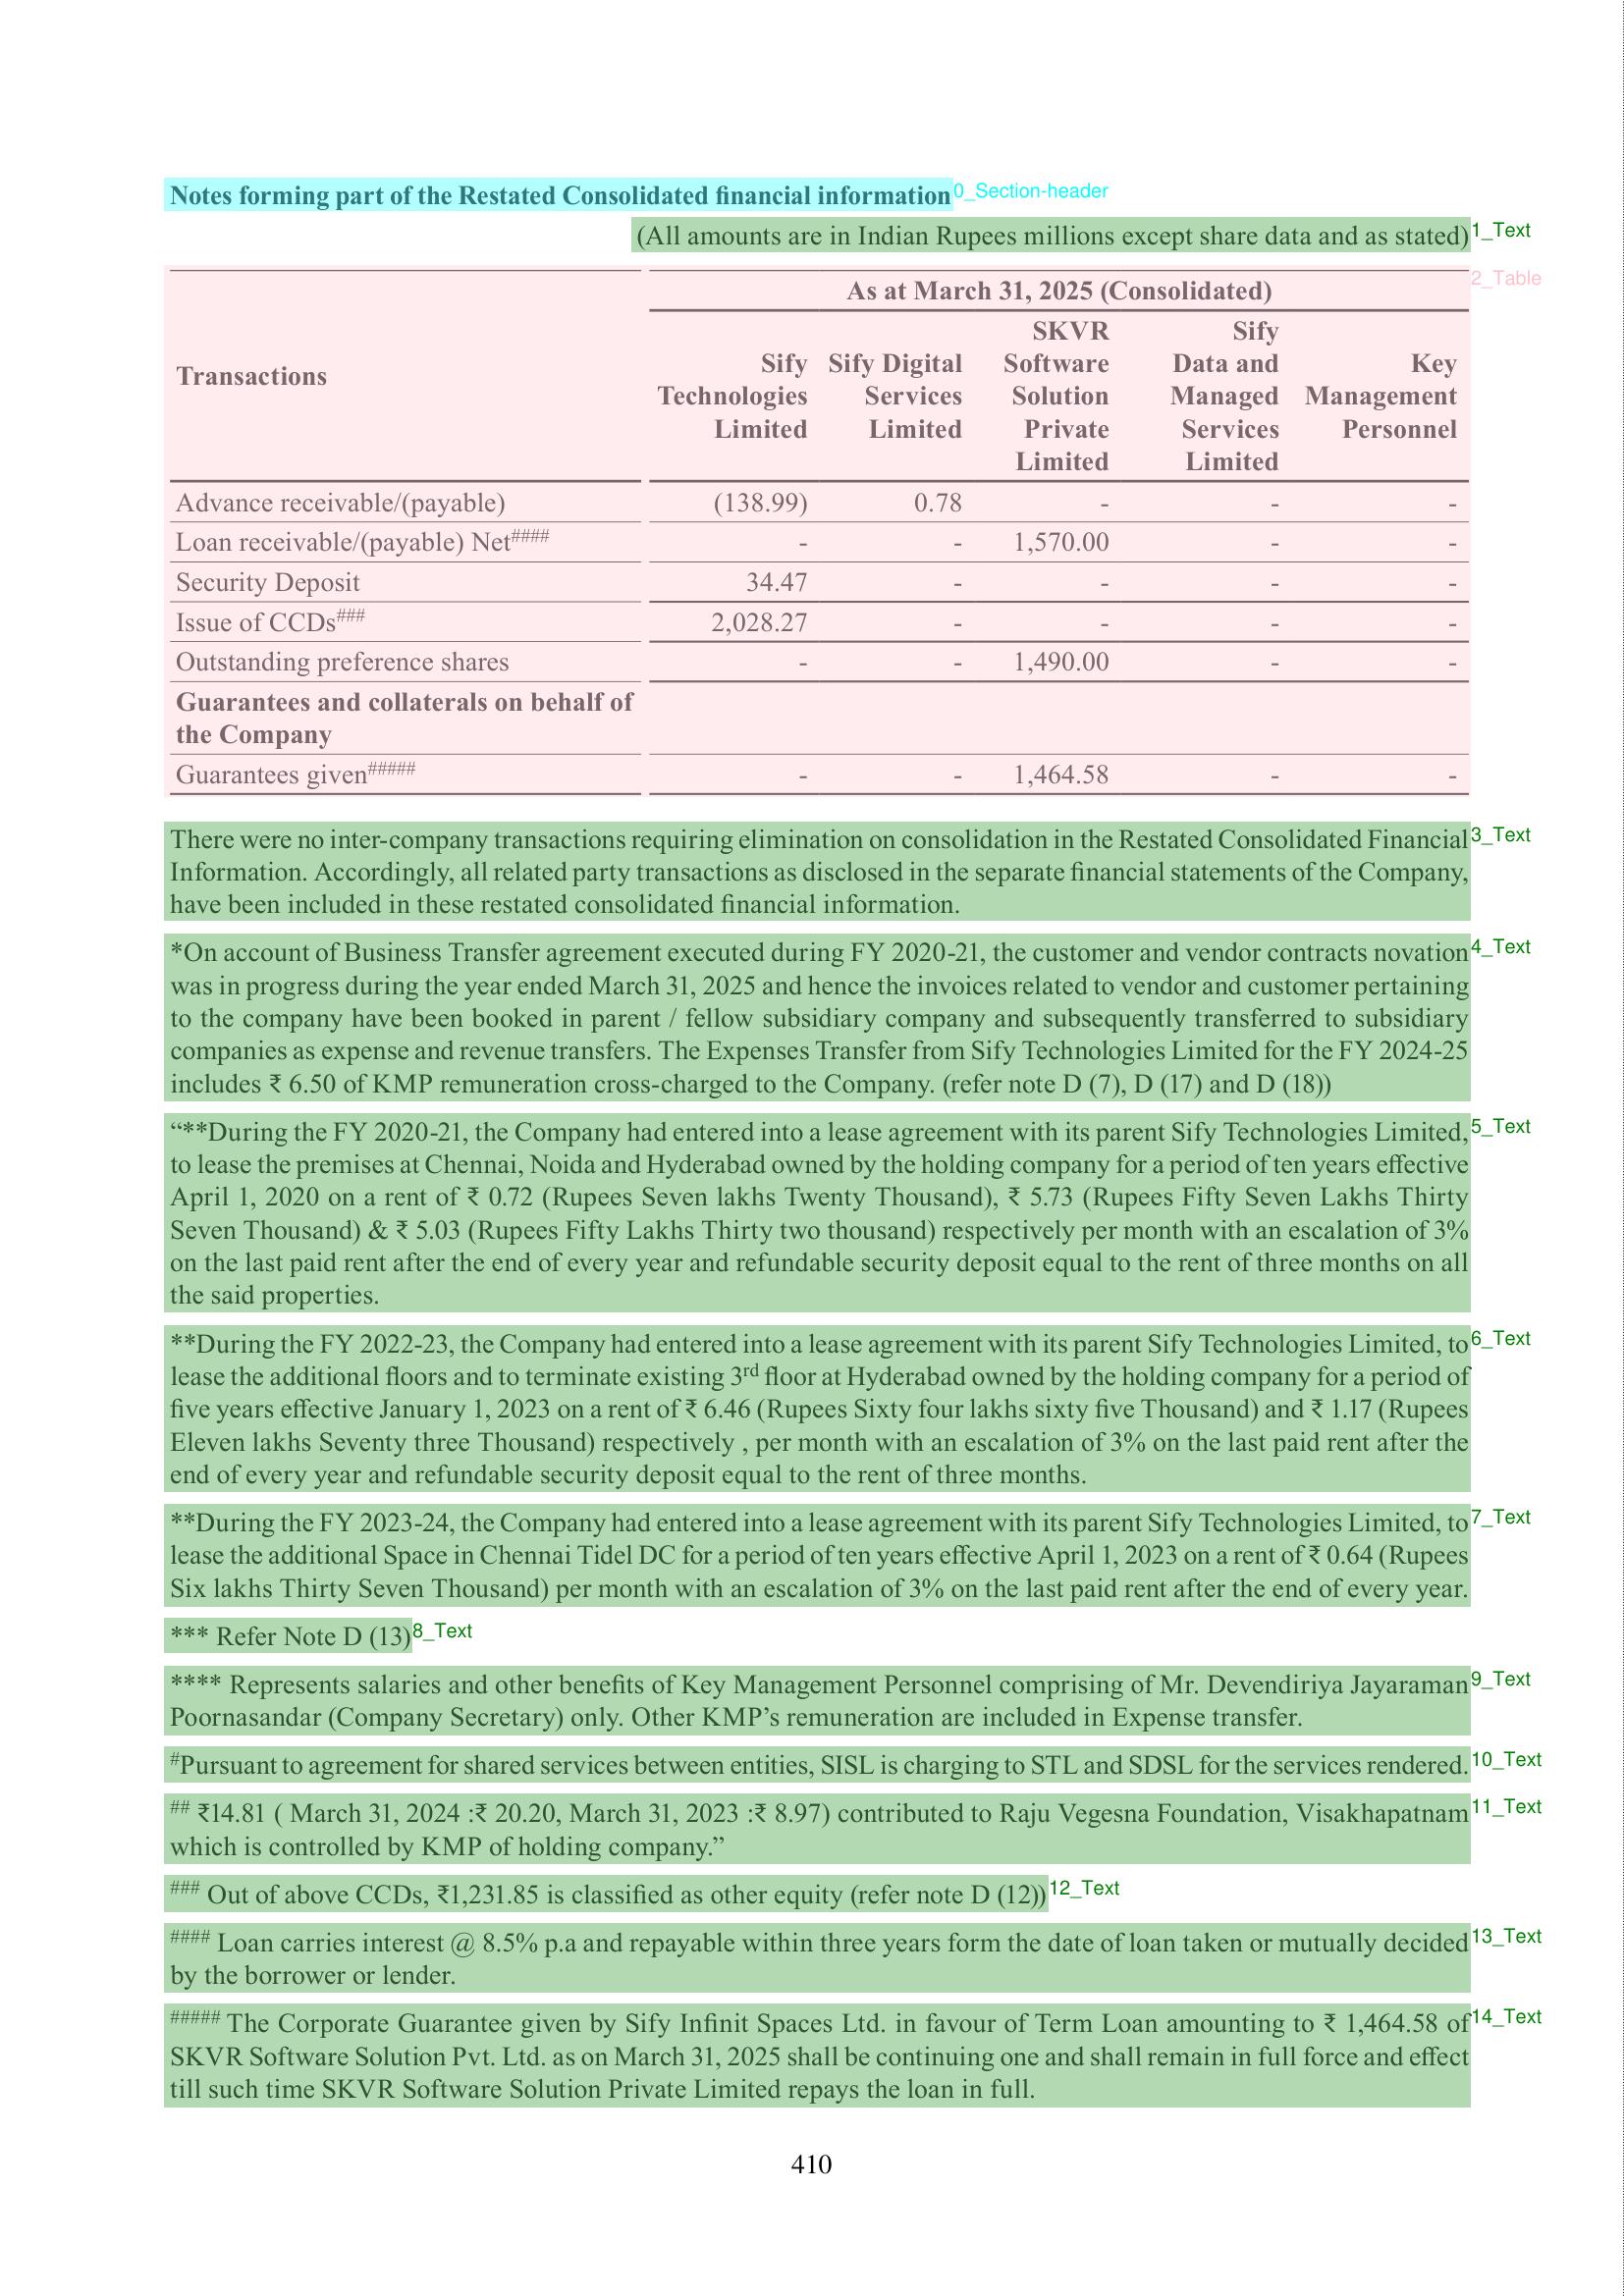 Notes forming part of the Restated Consolidated financial information
0_Section-header
(All amounts are in Indian Rupees millions except share data and as stated)
1_Text
2_Table
As at March 31, 2025 (Consolidated)
Transactions
Sify Technologies Limited
Sify Digital Services Limited
SKVR Software Solution Private Limited
Sify Data and Managed Services Limited
Key Management Personnel
Advance receivable/(payable) (138.99) 0.78 - - -
Loan receivable/(payable) Net#### - - 1,570.00 - -
Security Deposit 34.47 - - - -
Issue of CCDs### 2,028.27 - - - -
Outstanding preference shares - - 1,490.00 - -
Guarantees and collaterals on behalf of
the Company
Guarantees given##### - - 1,464.58 - -
There were no inter-company transactions requiring elimination on consolidation in the Restated Consolidated Financial
3_Text
Information. Accordingly, all related party transactions as disclosed in the separate financial statements of the Company,
have been included in these restated consolidated financial information.
*On account of Business Transfer agreement executed during FY 2020-21, the customer and vendor contracts novation
4_Text
was in progress during the year ended March 31, 2025 and hence the invoices related to vendor and customer pertaining
to the company have been booked in parent / fellow subsidiary company and subsequently transferred to subsidiary
companies as expense and revenue transfers. The Expenses Transfer from Sify Technologies Limited for the FY 2024-25
includes ₹ 6.50 of KMP remuneration cross-charged to the Company. (refer note D (7), D (17) and D (18))
“**During the FY 2020-21, the Company had entered into a lease agreement with its parent Sify Technologies Limited,
5_Text
to lease the premises at Chennai, Noida and Hyderabad owned by the holding company for a period of ten years effective
April 1, 2020 on a rent of ₹ 0.72 (Rupees Seven lakhs Twenty Thousand), ₹ 5.73 (Rupees Fifty Seven Lakhs Thirty
Seven Thousand) & ₹ 5.03 (Rupees Fifty Lakhs Thirty two thousand) respectively per month with an escalation of 3%
on the last paid rent after the end of every year and refundable security deposit equal to the rent of three months on all
the said properties.
**During the FY 2022-23, the Company had entered into a lease agreement with its parent Sify Technologies Limited, to
6_Text
lease the additional floors and to terminate existing 3rd floor at Hyderabad owned by the holding company for a period of
five years effective January 1, 2023 on a rent of ₹ 6.46 (Rupees Sixty four lakhs sixty five Thousand) and ₹ 1.17 (Rupees
Eleven lakhs Seventy three Thousand) respectively , per month with an escalation of 3% on the last paid rent after the
end of every year and refundable security deposit equal to the rent of three months.
**During the FY 2023-24, the Company had entered into a lease agreement with its parent Sify Technologies Limited, to
7_Text
lease the additional Space in Chennai Tidel DC for a period of ten years effective April 1, 2023 on a rent of ₹ 0.64 (Rupees
Six lakhs Thirty Seven Thousand) per month with an escalation of 3% on the last paid rent after the end of every year.
*** Refer Note D (13)
8_Text
**** Represents salaries and other benefits of Key Management Personnel comprising of Mr. Devendiriya Jayaraman
9_Text
Poornasandar (Company Secretary) only. Other KMP’s remuneration are included in Expense transfer.
#Pursuant to agreement for shared services between entities, SISL is charging to STL and SDSL for the services rendered.
10_Text
## ₹14.81 ( March 31, 2024 :₹ 20.20, March 31, 2023 :₹ 8.97) contributed to Raju Vegesna Foundation, Visakhapatnam
11_Text
which is controlled by KMP of holding company.”
### Out of above CCDs, ₹1,231.85 is classified as other equity (refer note D (12))
12_Text
#### Loan carries interest @ 8.5% p.a and repayable within three years form the date of loan taken or mutually decided
13_Text
by the borrower or lender.
##### The Corporate Guarantee given by Sify Infinit Spaces Ltd. in favour of Term Loan amounting to ₹ 1,464.58 of
14_Text
SKVR Software Solution Pvt. Ltd. as on March 31, 2025 shall be continuing one and shall remain in full force and effect
till such time SKVR Software Solution Private Limited repays the loan in full.
410